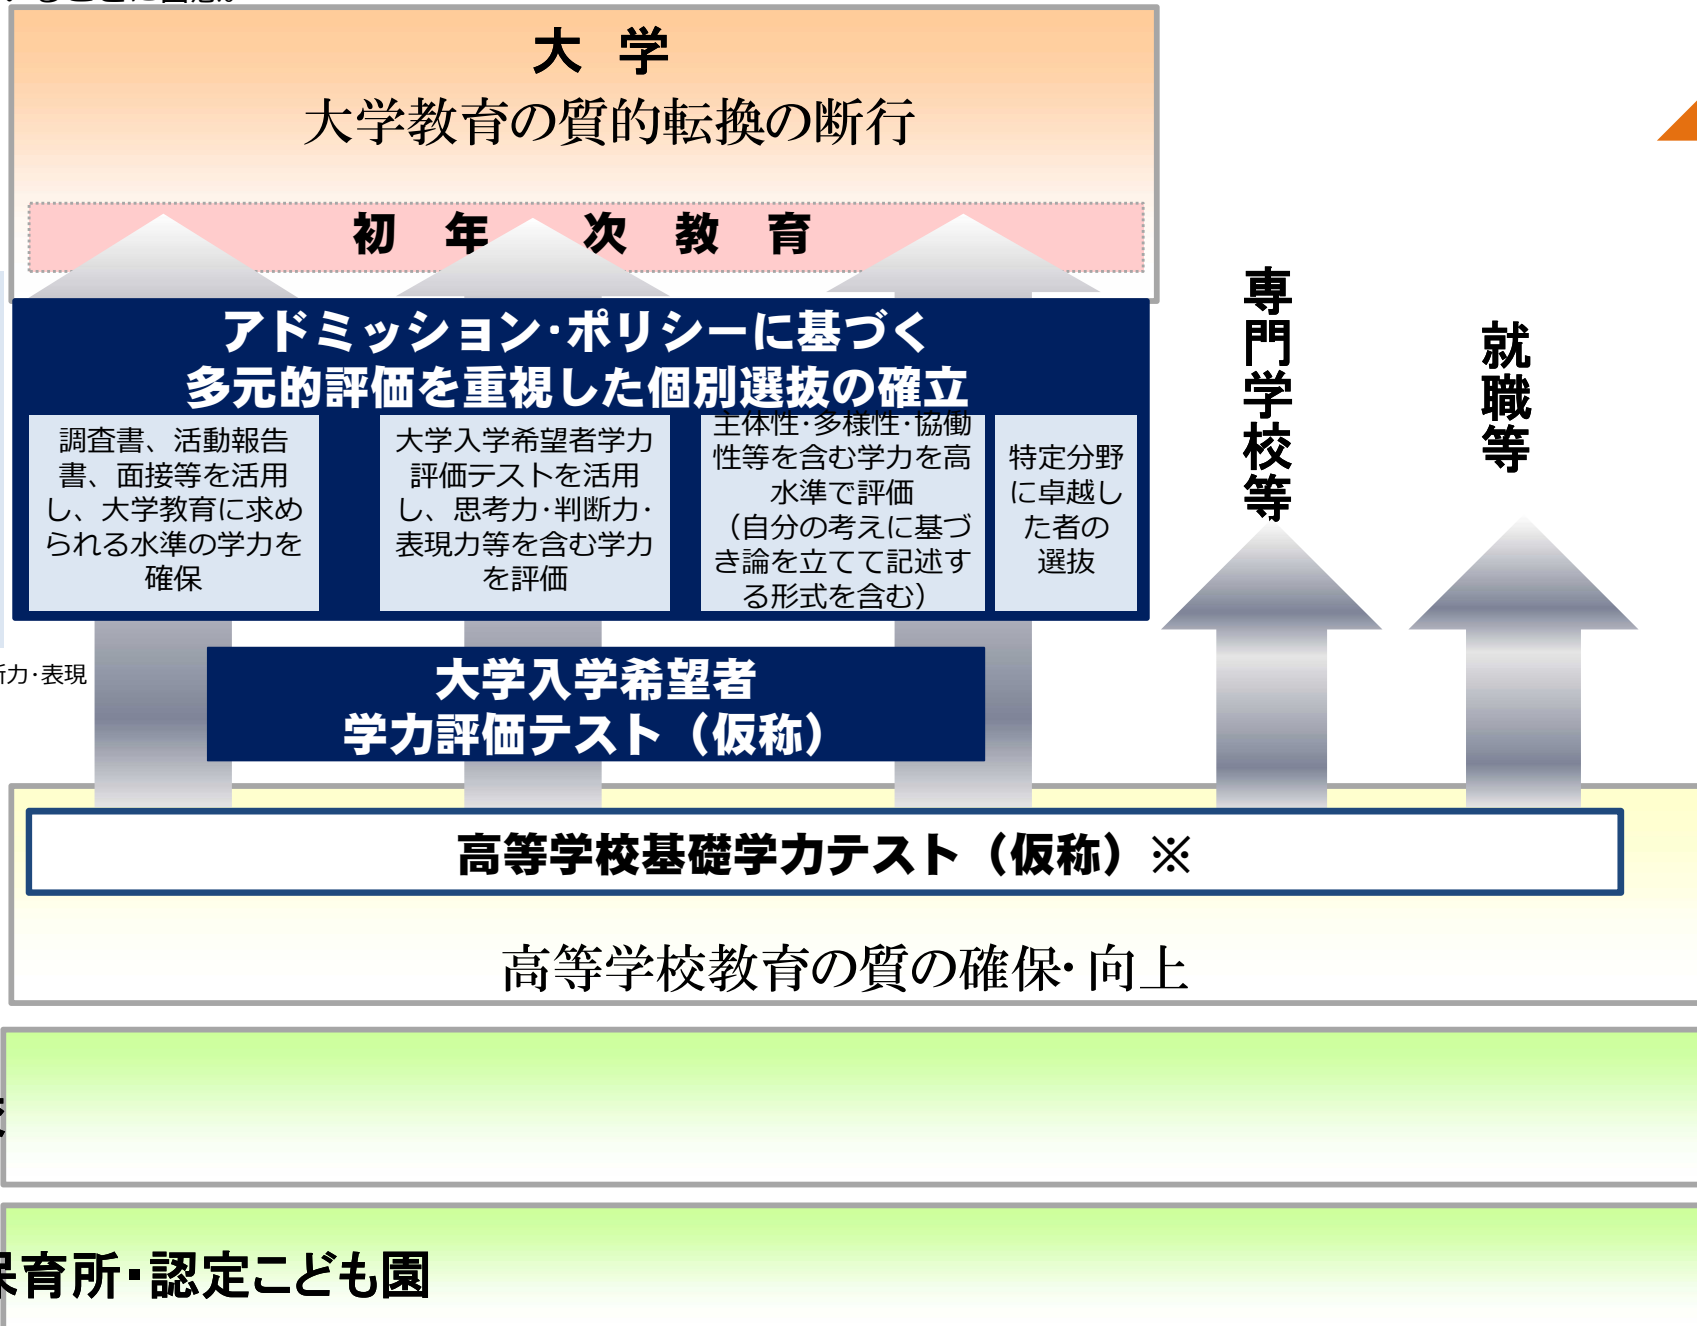 大 学
大学教育の質的転換の断行
初 年 次 教 育
アドミッション･ポリシーに基づく
多元的評価を重視した個別選抜の確立
調査書、活動報告
書、面接等を活用
し、大学教育に求め
られる水準の学力を
確保
大学入学希望者学力
評価テストを活用
し、思考力･判断力･
表現力等を含む学力
を評価
主体性･多様性･協働
性等を含む学力を高
水準で評価
（自分の考えに基づ
き論を立てて記述す
る形式を含む）
特定分野
に卓越し
た者の
選抜
専門学校等
就職等
力･表現
大学入学希望者
学力評価テスト（仮称）
高等学校基礎学力テスト（仮称）※
高等学校教育の質の確保･向上
育所･認定こども園